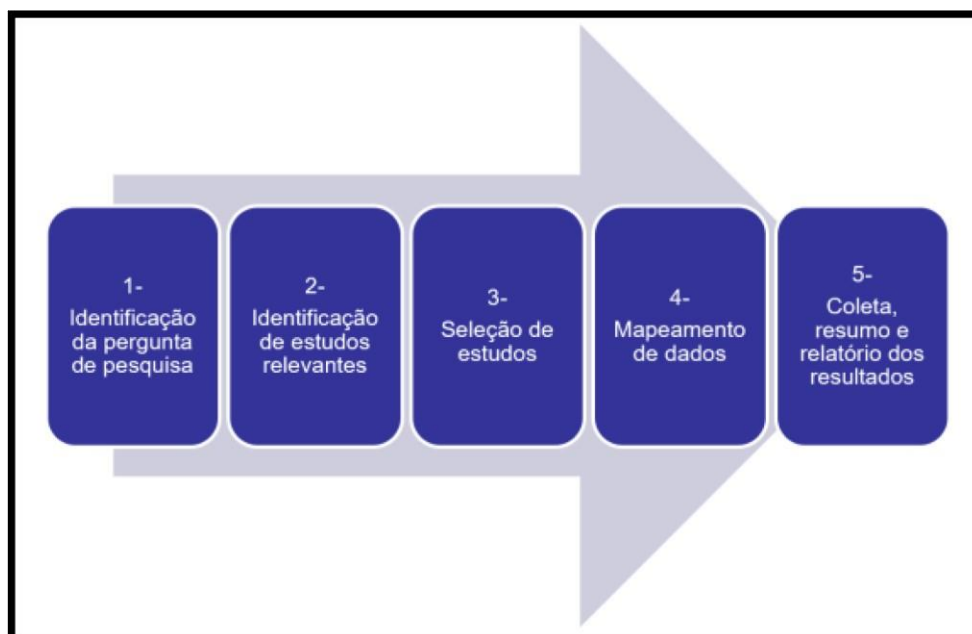 1-
Identificação
da pergunta
de pesquisa
2-
Identificação
de estudos
relevantes
3-
Seleção de
estudos
4-
Mapeamento
de dados
5-
Coleta,
resumo e
relatório dos
resultados